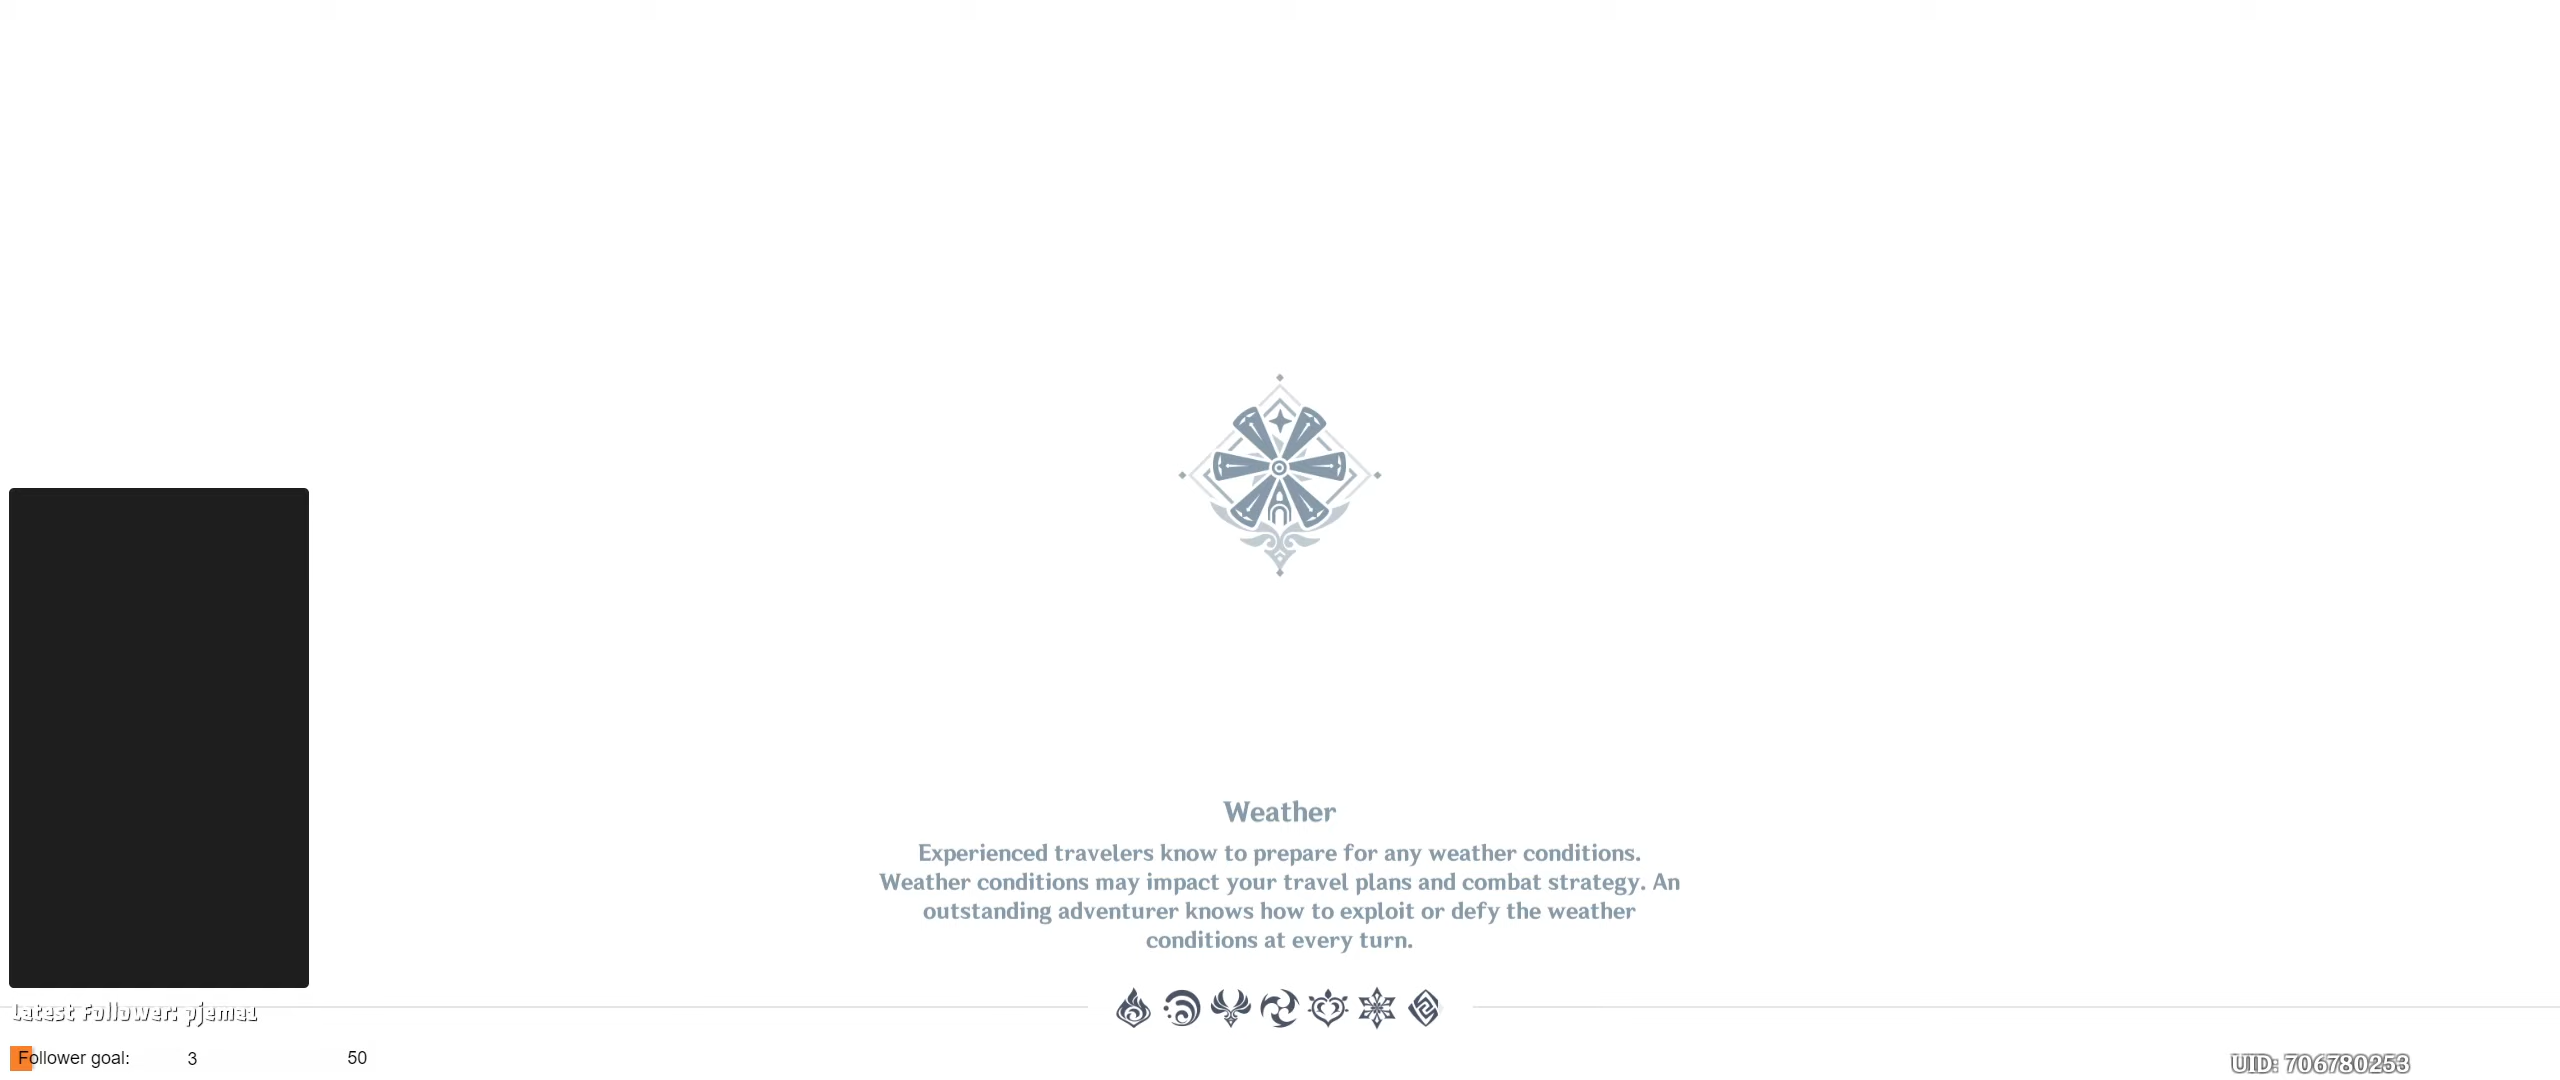 Weather
Experienced travelers know to prepare for any weather conditions.
Weather conditions may impact your travel plans and combat strategy. An
outstanding adventurer knows how to exploit or defy the weather
conditions at every turn.
Latest Follower: pjema1
Follower goal: 3 50
UID: 706780253